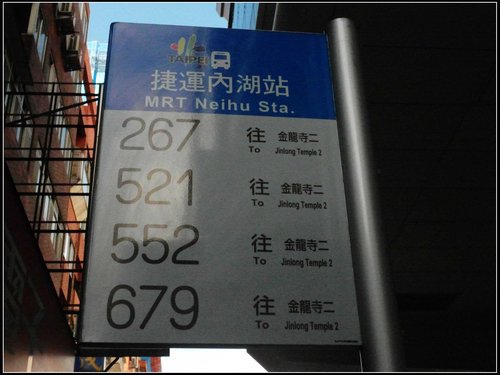 TAIPEI
捷運內湖站
MRT Neihu Sta.
267 往 金龍寺二
To Jinlong Temple 2
521 往 金龍寺二
To Jinlong Temple 2
552 往 金龍寺二
To Jinlong Temple 2
679 往 金龍寺二
To Jinlong Temple 2